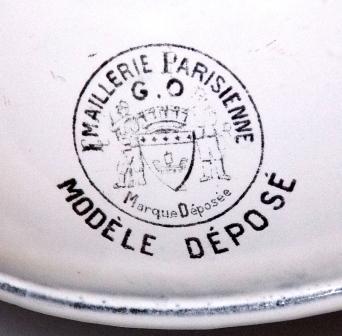 EMAILLERIE PARISIENNE
G.O
Marque Déposée
MODÈLE DÉPOSÉ